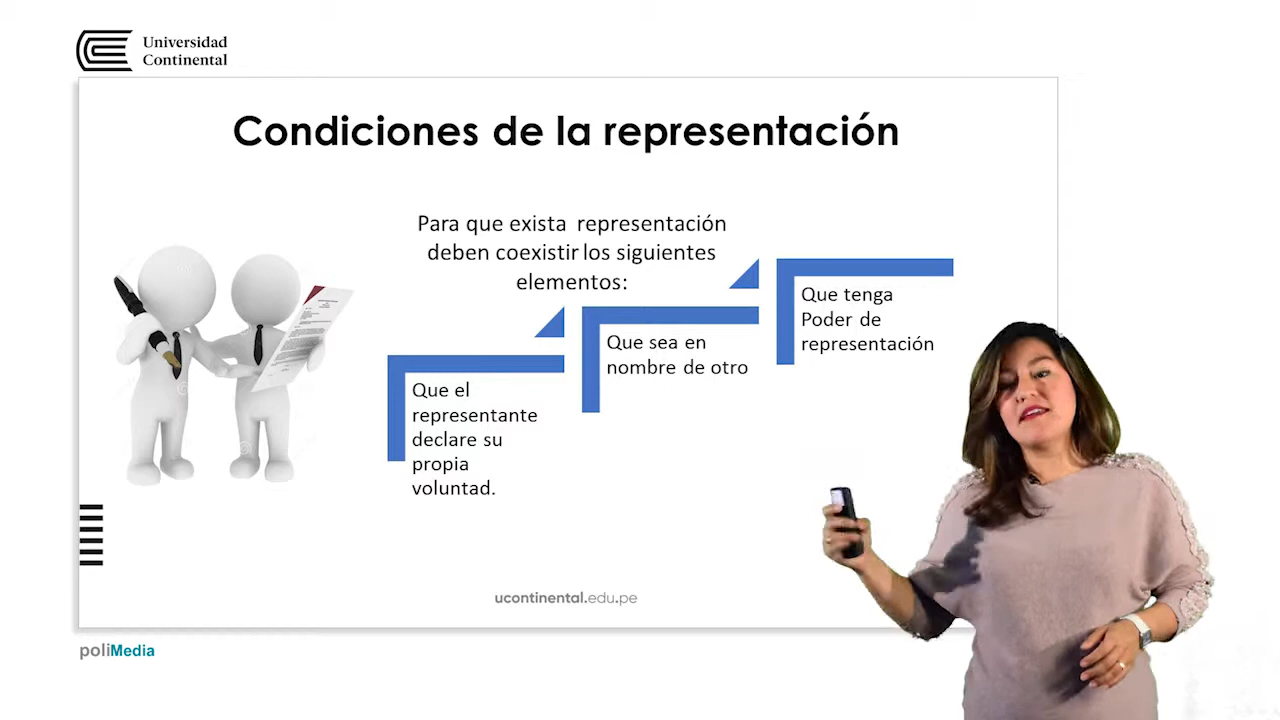 Universidad
Continental
Condiciones de la representación
Para que exista representación
deben coexistir los siguientes
elementos:
Que el
representante
declare su
propia
voluntad.
Que sea en
nombre de otro
Que tenga
Poder de
representación
ucontinental.edu.pe
poliMedia